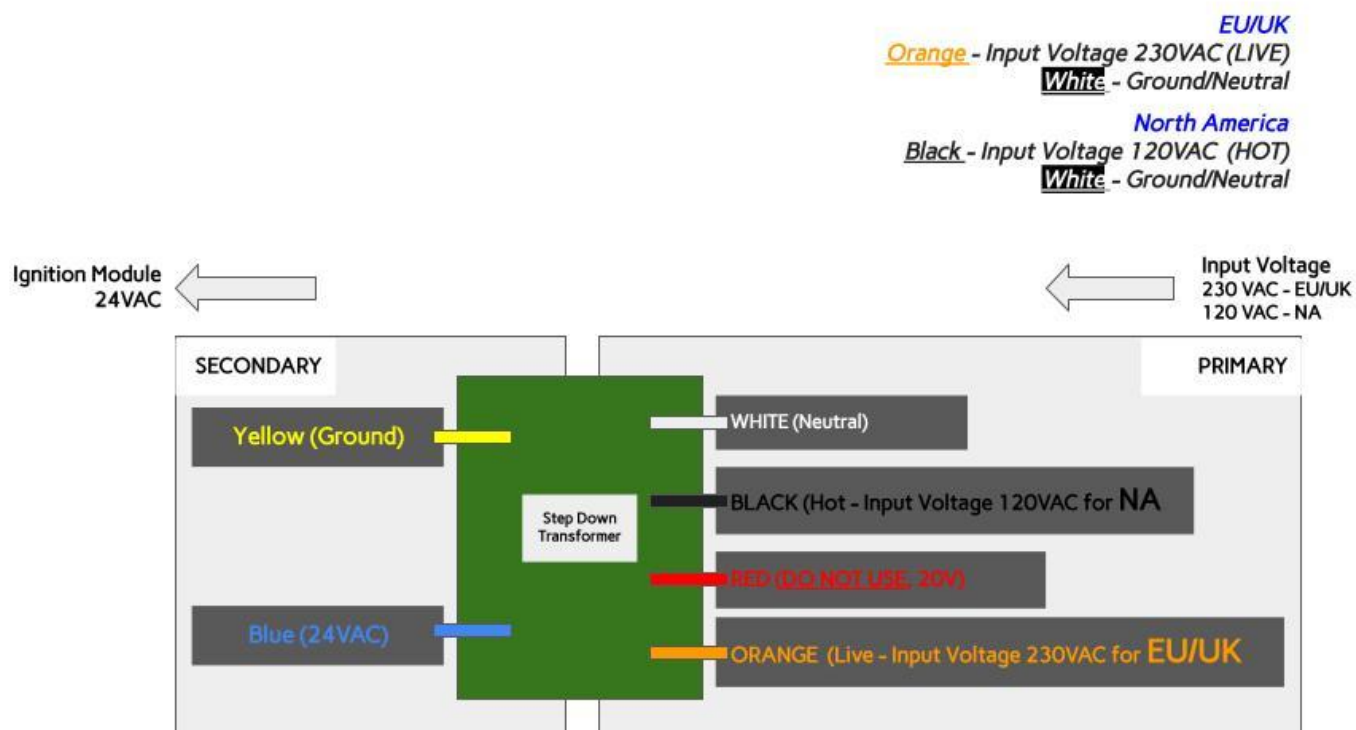 EU/UK
Orange - Input Voltage 230VAC (LIVE)
White - Ground/Neutral
North America
Black - Input Voltage 120VAC (HOT)
White - Ground/Neutral
Ignition Module
24VAC
Input Voltage
230 VAC - EU/UK
120 VAC - NA
SECONDARY
PRIMARY
Yellow (Ground)
WHITE (Neutral)
BLACK (Hot - Input Voltage 120VAC for NA
Step Down
Transformer
RED (DO NOT USE, 20V)
Blue (24VAC)
ORANGE (Live - Input Voltage 230VAC for EU/UK